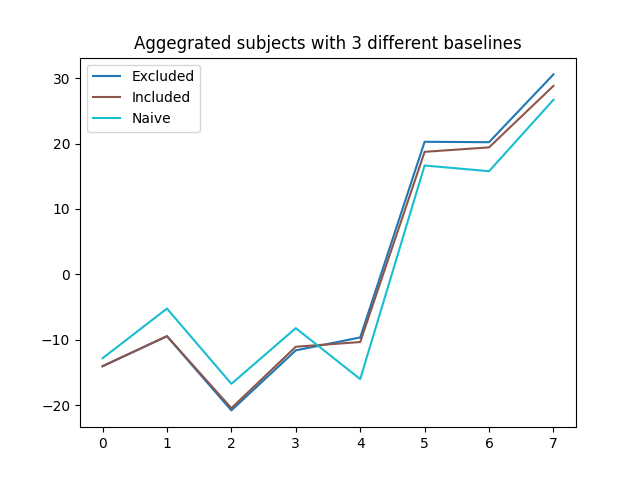 Aggegrated subjects with 3 different baselines
Excluded
Included
Naive
30
20
10
0
−10
−20
0 1 2 3 4 5 6 7